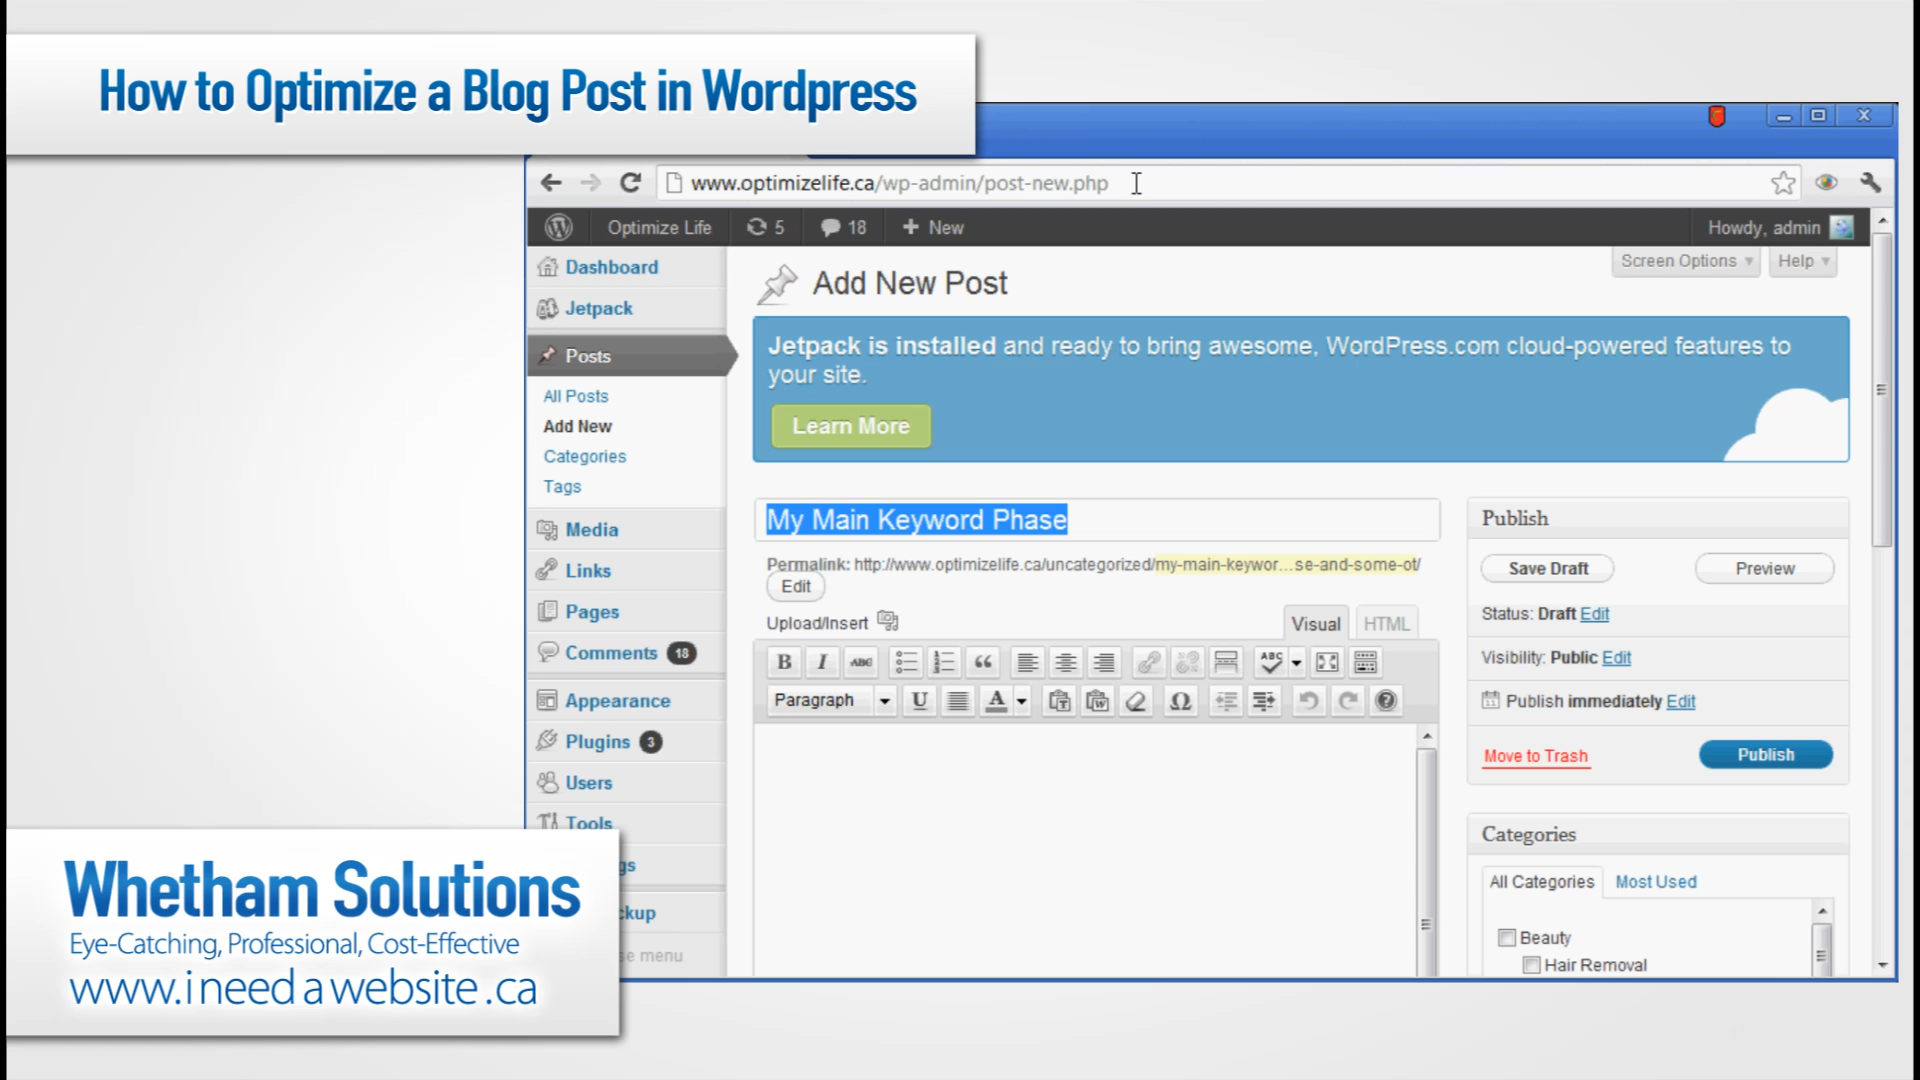 How to Optimize a Blog Post in Wordpress
www.optimizelife.ca/wp-admin/post-new.php
Optimize Life
5
18
+ New
Howdy, admin
Screen Options
Help
Dashboard
Jetpack
Posts
All Posts
Add New
Categories
Tags
Media
Links
Pages
Comments 18
Appearance
Plugins 3
Users
Tools
gs
ckup
se menu
Add New Post
Jetpack is installed and ready to bring awesome, WordPress.com cloud-powered features to
your site.
Learn More
My Main Keyword Phase
Permalink: http://www.optimizelife.ca/uncategorized/my-main-keywor...se-and-some-ot/
Edit
Upload/Insert
Visual
HTML
B I ABC
ABC
Paragraph
U
A
Ω
Publish
Save Draft
Preview
Status: Draft Edit
Visibility: Public Edit
Publish immediately Edit
Move to Trash
Publish
Categories
All Categories
Most Used
Beauty
Hair Removal
Whetham Solutions
Eye-Catching, Professional, Cost-Effective
www.ineedawebsite.ca